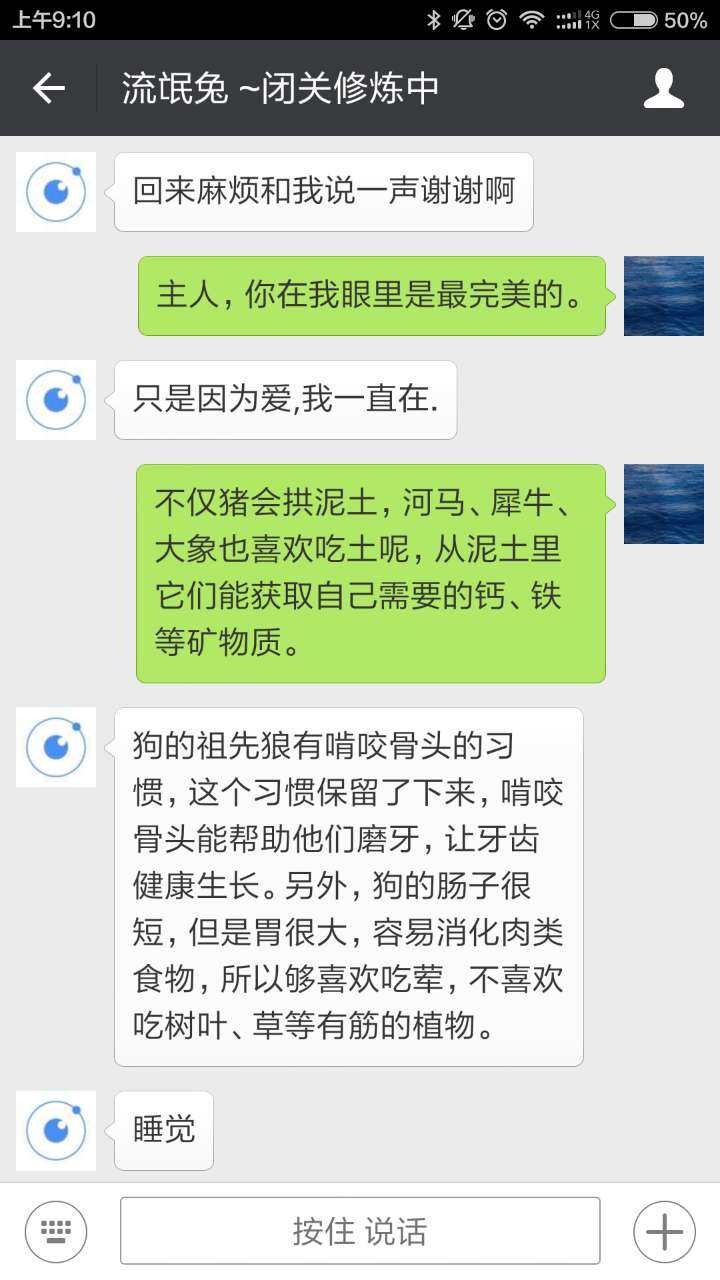 上午9:10
4G
1X
50%
流氓兔 ~闭关修炼中
回来麻烦和我说一声谢谢啊
主人，你在我眼里是最完美的。
只是因为爱,我一直在.
不仅猪会拱泥土，河马、犀牛、
大象也喜欢吃土呢，从泥土里
它们能获取自己需要的钙、铁
等矿物质。
狗的祖先狼有啃咬骨头的习
惯，这个习惯保留了下来，啃咬
骨头能帮助他们磨牙，让牙齿
健康生长。另外，狗的肠子很
短，但是胃很大，容易消化肉类
食物，所以够喜欢吃荤，不喜欢
吃树叶、草等有筋的植物。
睡觉
按住 说话